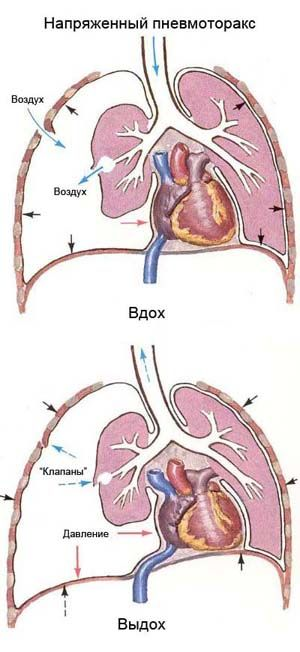 Напряженный пневмоторакс
Воздух
Воздух
Вдох
"Клапаны"
Давление
Выдох